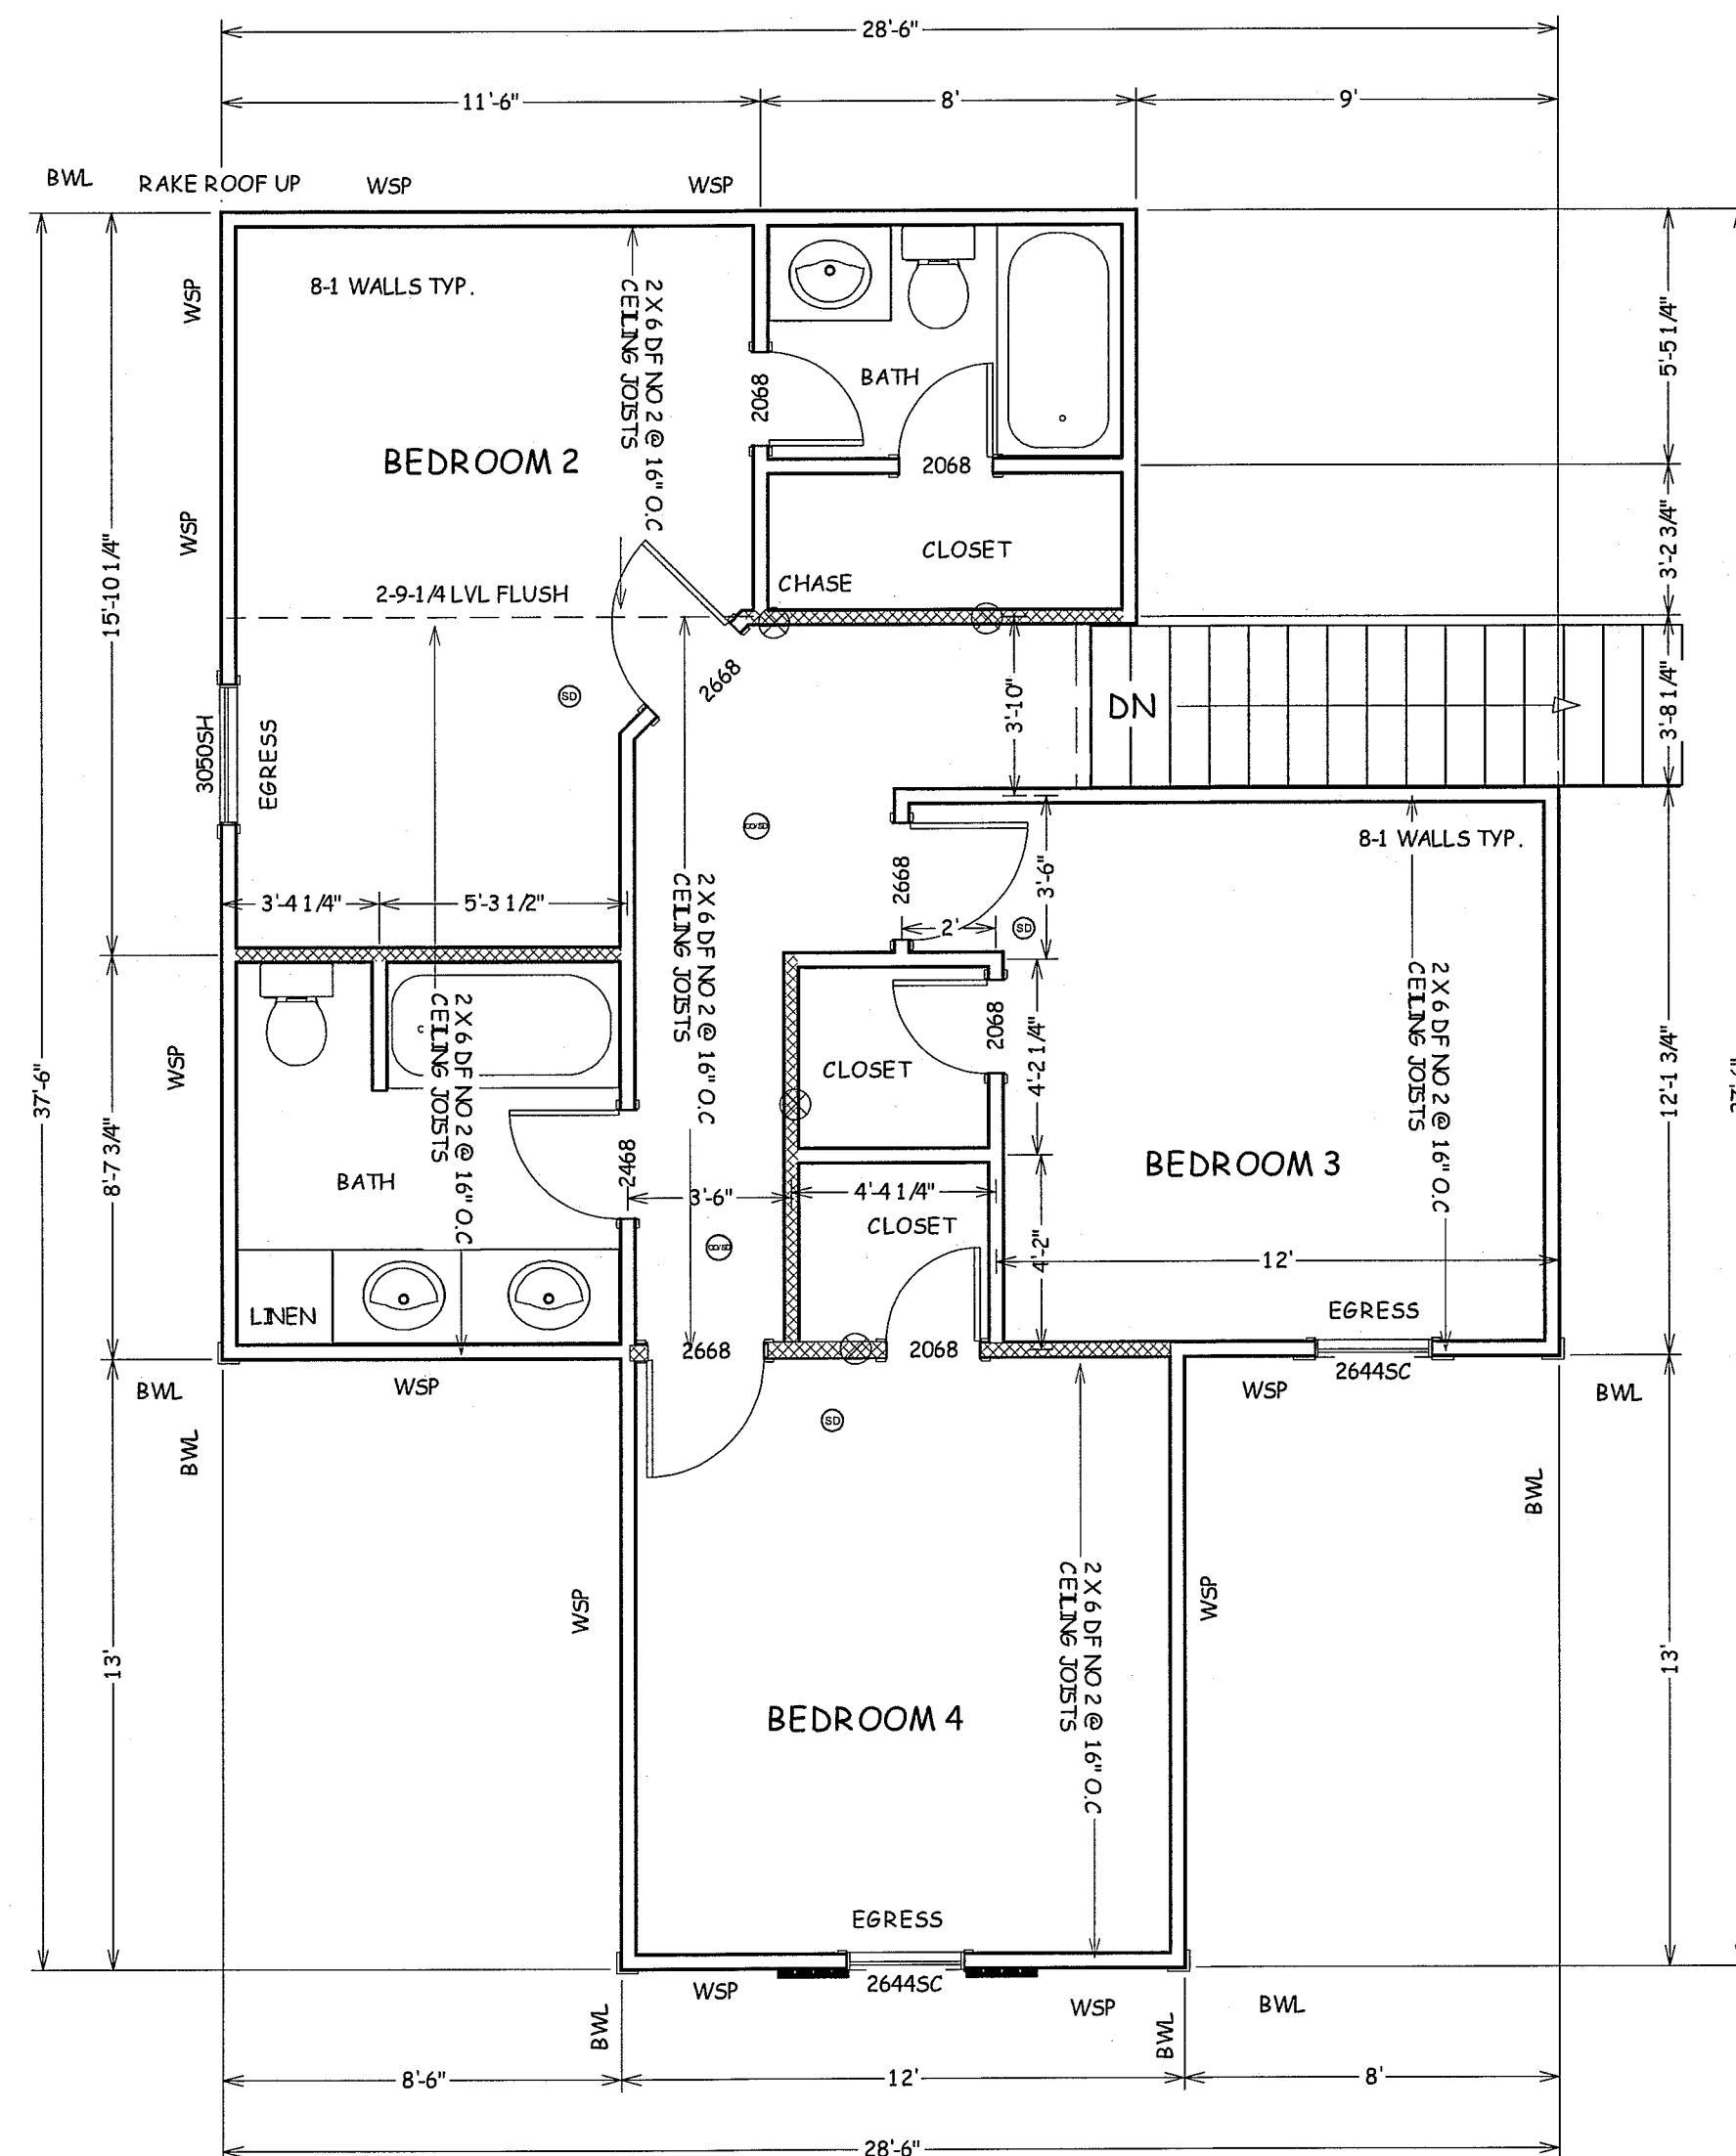 28'-6"
11'-6"
8'
9'
BWL
RAKE ROOF UP
WSP
WSP
WSP
8-1 WALLS TYP.
2 X 6 DF NO 2 @ 16" O.C
CEILING JOISTS
5'-5 1/4"
BATH
2068
BEDROOM 2
2068
WSP
15'-10 1/4"
CLOSET
3'-2 3/4"
CHASE
2-9-1/4 LVL FLUSH
2668
SD
3'-10"
DN
3'-8 1/4"
3050SH
EGRESS
CO/SD
8-1 WALLS TYP.
2668
3'-6"
3'-4 1/4"
5'-3 1/2"
2'
SD
2 X 6 DF NO 2 @ 16" O.C
CEILING JOISTS
2 X 6 DF NO 2 @ 16" O.C
CEILING JOISTS
2 X 6 DF NO 2 @ 16" O.C
CEILING JOISTS
WSP
37'-6"
2068
4'-2 1/4"
CLOSET
12'-1 3/4"
37'-6"
8'-7 3/4"
BATH
2468
BEDROOM 3
3'-6"
4'-4 1/4"
CLOSET
CO/SD
4'-2"
12'
LINEN
EGRESS
2668
2068
2644SC
BWL
WSP
WSP
BWL
BWL
SD
BWL
WSP
WSP
2 X 6 DF NO 2 @ 16" O.C
CEILING JOISTS
13'
13'
BEDROOM 4
EGRESS
WSP
2644SC
WSP
BWL
BWL
BWL
8'-6"
12'
8'
28'-6"